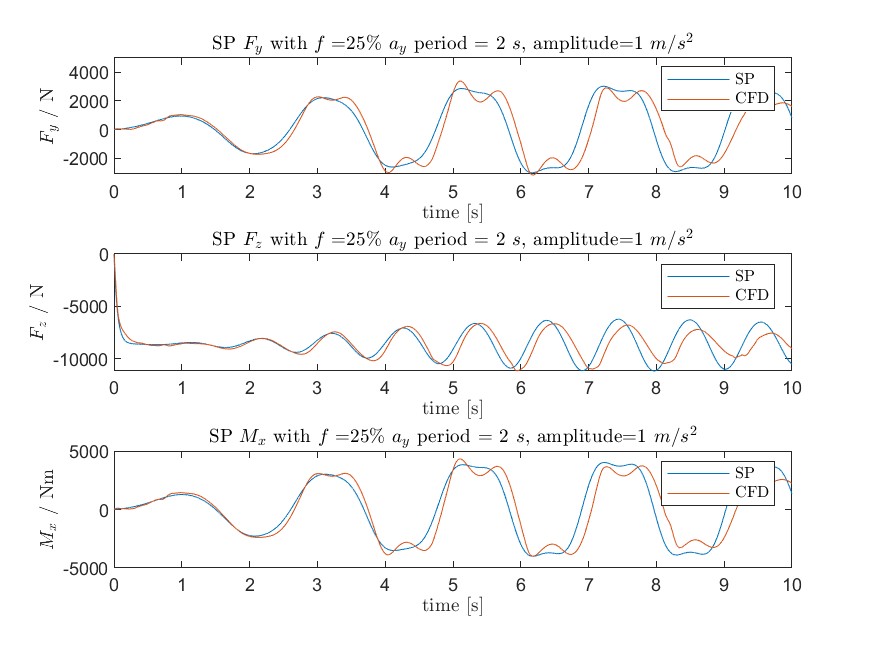 SP F_y with f =25% a_y period = 2 s, amplitude=1 m/s²
4000
2000
0
-2000
F_y / N
SP
CFD
0 1 2 3 4 5 6 7 8 9 10
time [s]
SP F_z with f =25% a_y period = 2 s, amplitude=1 m/s²
0
-5000
-10000
F_z / N
SP
CFD
0 1 2 3 4 5 6 7 8 9 10
time [s]
SP M_x with f =25% a_y period = 2 s, amplitude=1 m/s²
5000
0
-5000
M_x / Nm
SP
CFD
0 1 2 3 4 5 6 7 8 9 10
time [s]